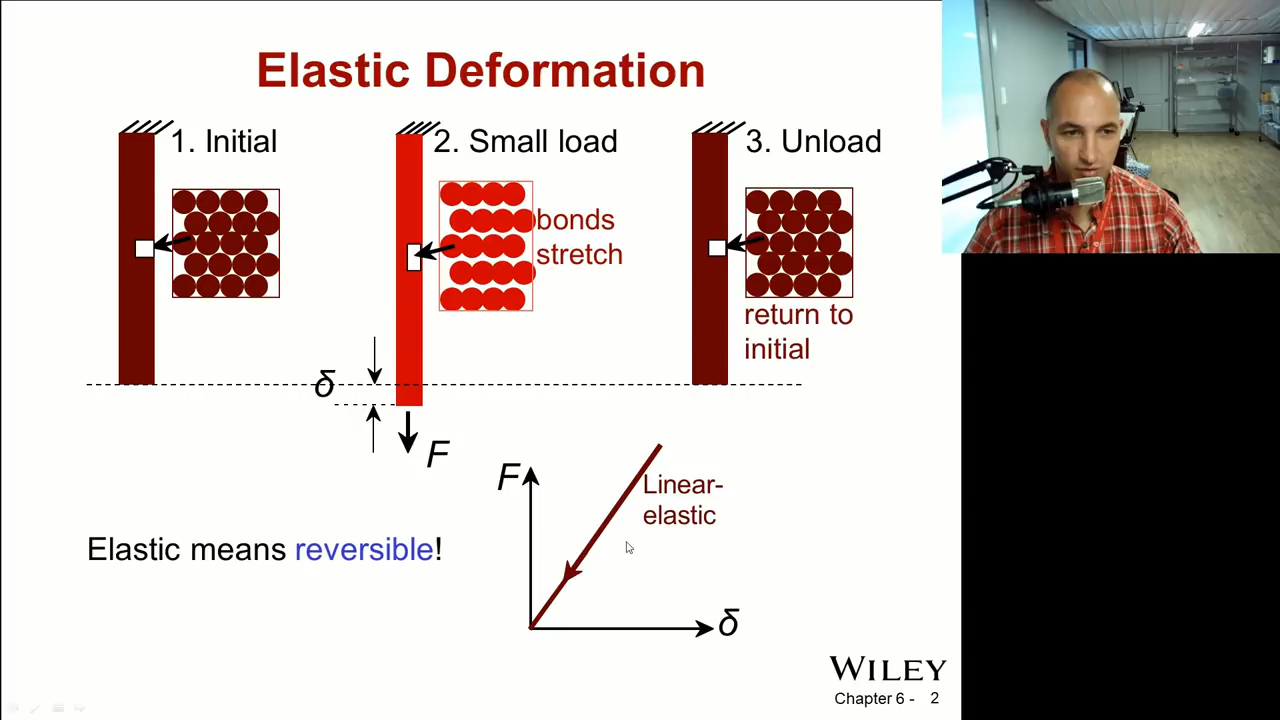 Elastic Deformation
1. Initial
2. Small load
3. Unload
bonds
stretch
return to
initial
δ
F
F
Linear-
elastic
Elastic means reversible!
δ
WILEY
Chapter 6 - 2